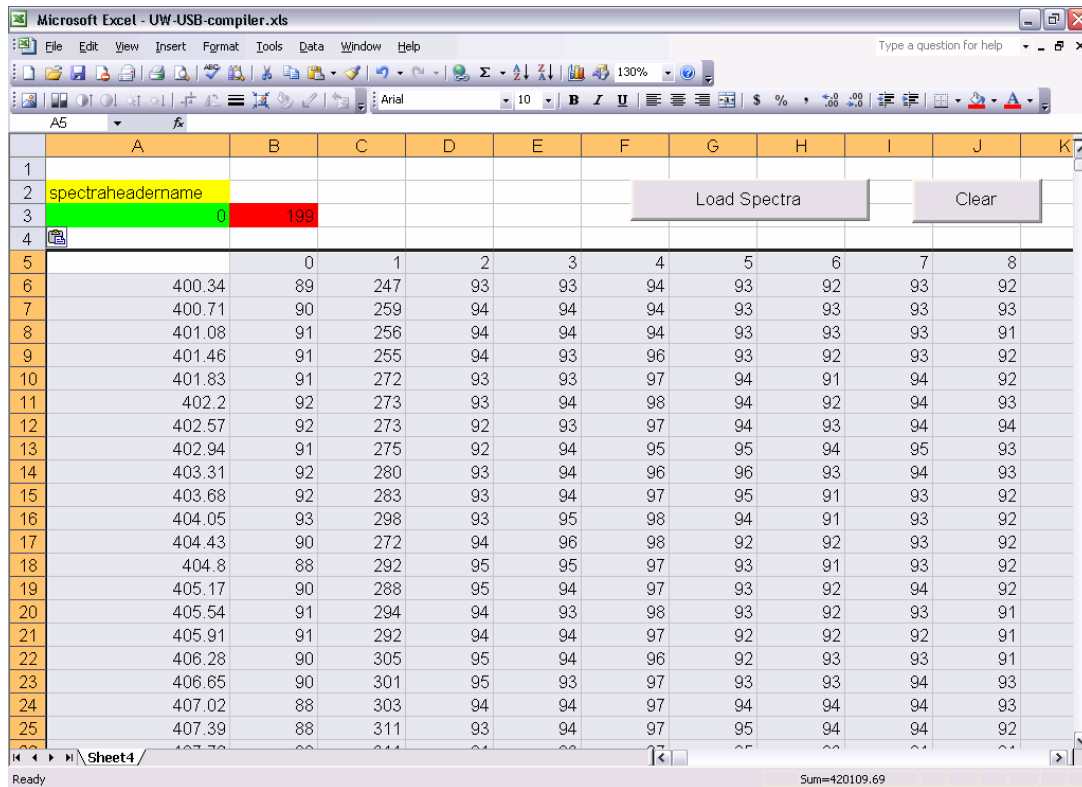 Microsoft Excel - UW-USB-compiler.xls
File Edit View Insert Format Tools Data Window Help Type a question for help
130%
Arial 10 B I U $ % ,
A5 fx
A B C D E F G H I J K
1
2 spectraheadername Load Spectra Clear
3 0 199
4
5 0 1 2 3 4 5 6 7 8
6 400.34 89 247 93 93 94 93 92 93 92
7 400.71 90 259 94 94 94 93 93 93 93
8 401.08 91 256 94 94 94 93 93 93 91
9 401.46 91 255 94 93 96 93 92 93 92
10 401.83 91 272 93 93 97 94 91 94 92
11 402.2 92 273 93 94 98 94 92 94 93
12 402.57 92 273 92 93 97 94 93 94 94
13 402.94 91 275 92 94 95 95 94 95 93
14 403.31 92 280 93 94 96 96 93 94 93
15 403.68 92 283 93 94 97 95 91 93 92
16 404.05 93 298 93 95 98 94 91 93 92
17 404.43 90 272 94 96 98 92 92 93 92
18 404.8 88 292 95 95 97 93 91 93 92
19 405.17 90 288 95 94 97 93 92 94 92
20 405.54 91 294 94 93 98 93 92 93 91
21 405.91 91 292 94 94 97 92 92 92 91
22 406.28 90 305 95 94 96 92 93 93 91
23 406.65 90 301 95 93 97 93 93 94 93
24 407.02 88 303 94 94 97 94 94 94 93
25 407.39 88 311 93 94 97 95 94 94 92
Sheet4
Ready Sum=420109.69